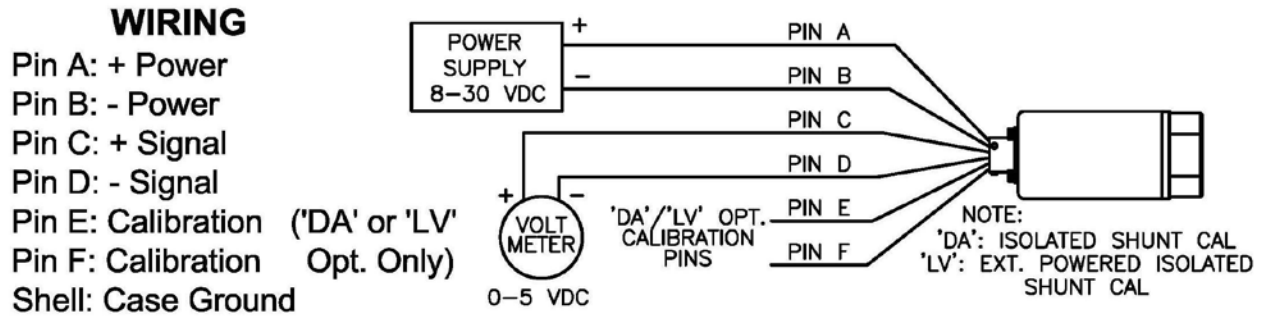 WIRING
Pin A: + Power
Pin B: - Power
Pin C: + Signal
Pin D: - Signal
Pin E: Calibration ('DA' or 'LV'
Pin F: Calibration Opt. Only)
Shell: Case Ground
POWER
SUPPLY
8-30 VDC
+
-
PIN A
PIN B
PIN C
PIN D
PIN E
PIN F
+ -
VOLT
METER
0-5 VDC
'DA'/'LV' OPT.
CALIBRATION
PINS
NOTE:
'DA': ISOLATED SHUNT CAL
'LV': EXT. POWERED ISOLATED
SHUNT CAL